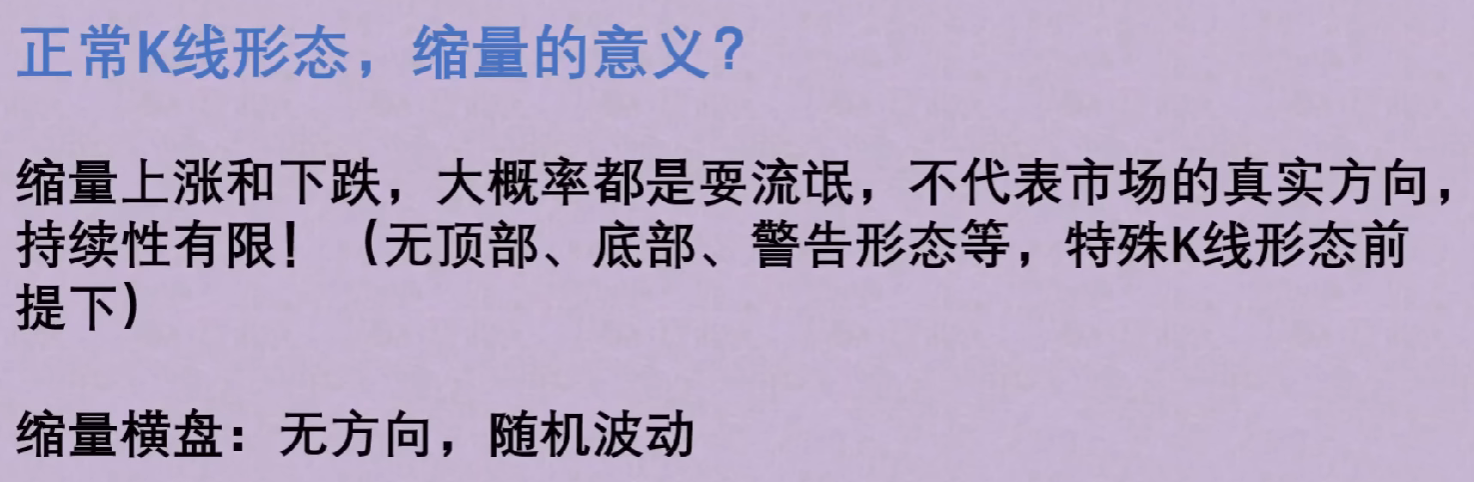 正常K线形态，缩量的意义？
缩量上涨和下跌，大概率都是耍流氓，不代表市场的真实方向，
持续性有限！（无顶部、底部、警告形态等，特殊K线形态前
提下）
缩量横盘：无方向，随机波动